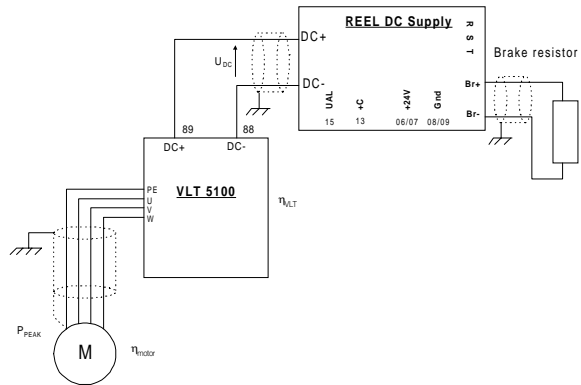 REEL DC Supply
R S T
DC+
DC-
UAL
+C
+24V
Gnd
15
13
06/07
08/09
Br+
Br-
Brake resistor
U_DC
89
88
DC+
DC-
VLT 5100
PE
U
V
W
η_VLT
P_PEAK
M
η_motor